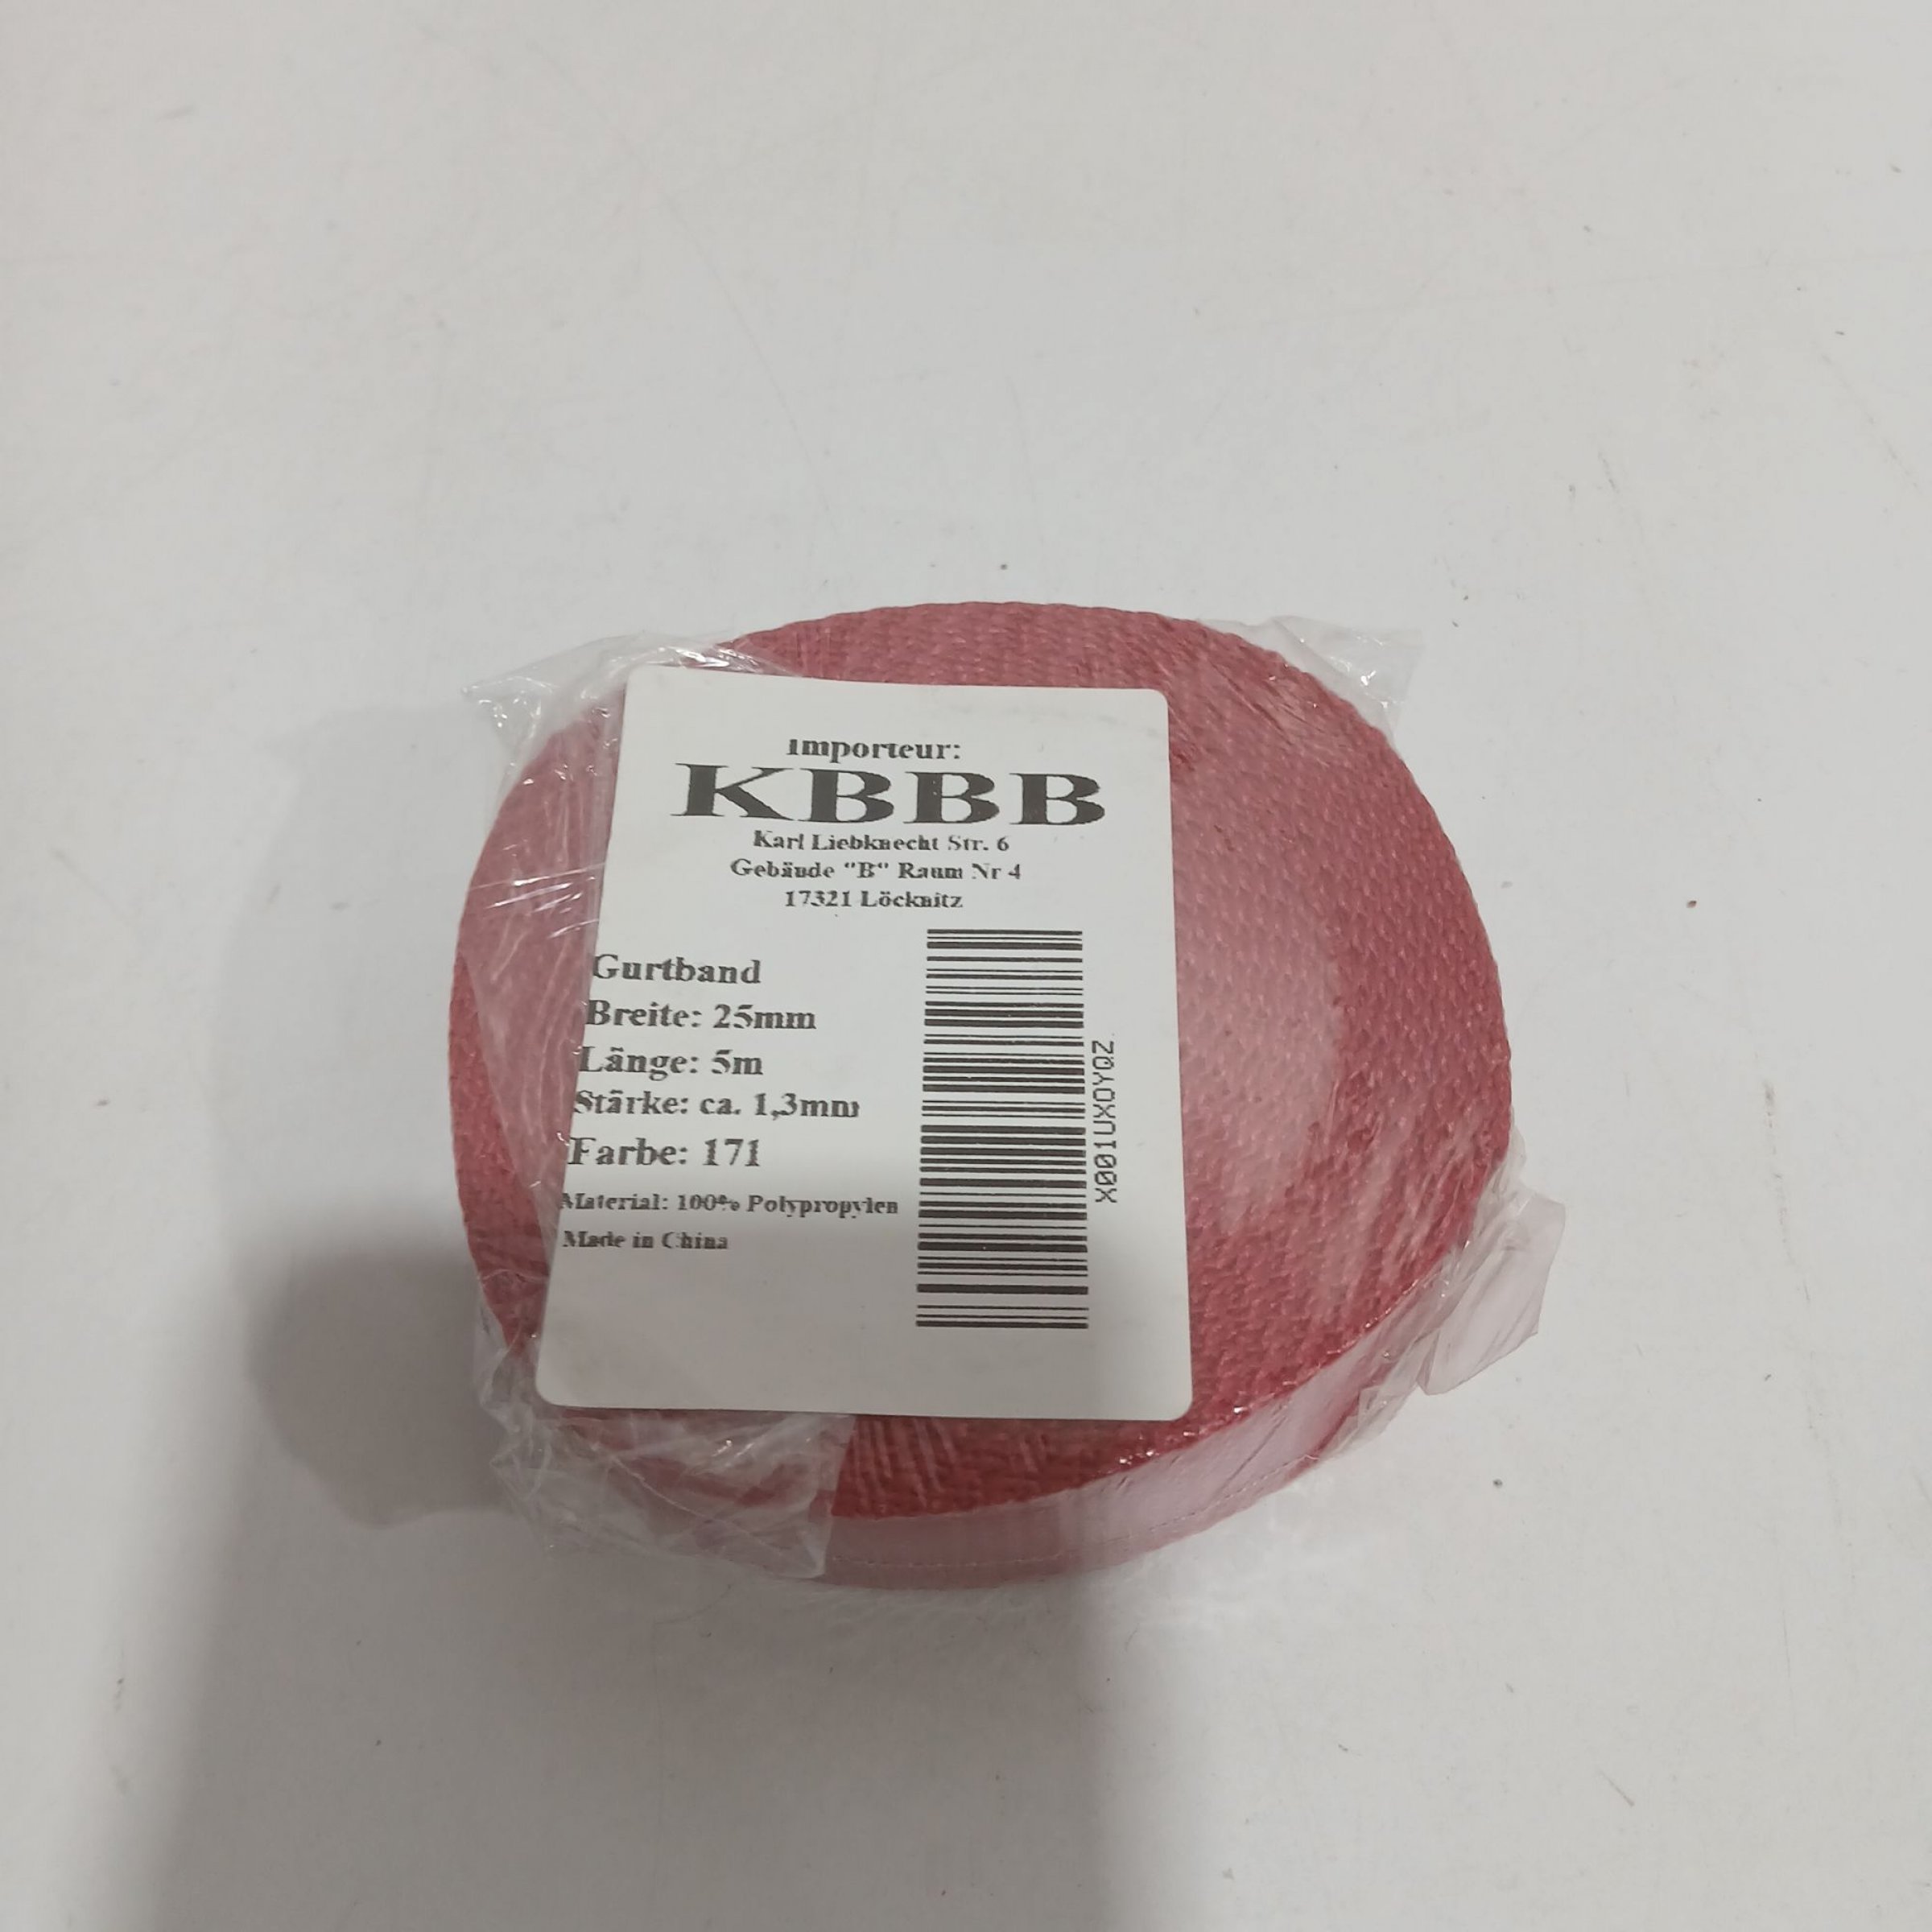 Importeur:
KBBB
Karl Liebknecht Str. 6
Gebäude "B" Raum Nr 4
17321 Löcknitz
Gurtband
Breite: 25mm
Länge: 5m
Stärke: ca. 1,3mm
Farbe: 171
Material: 100% Polypropylen
Made in China
X001UXOYQZ